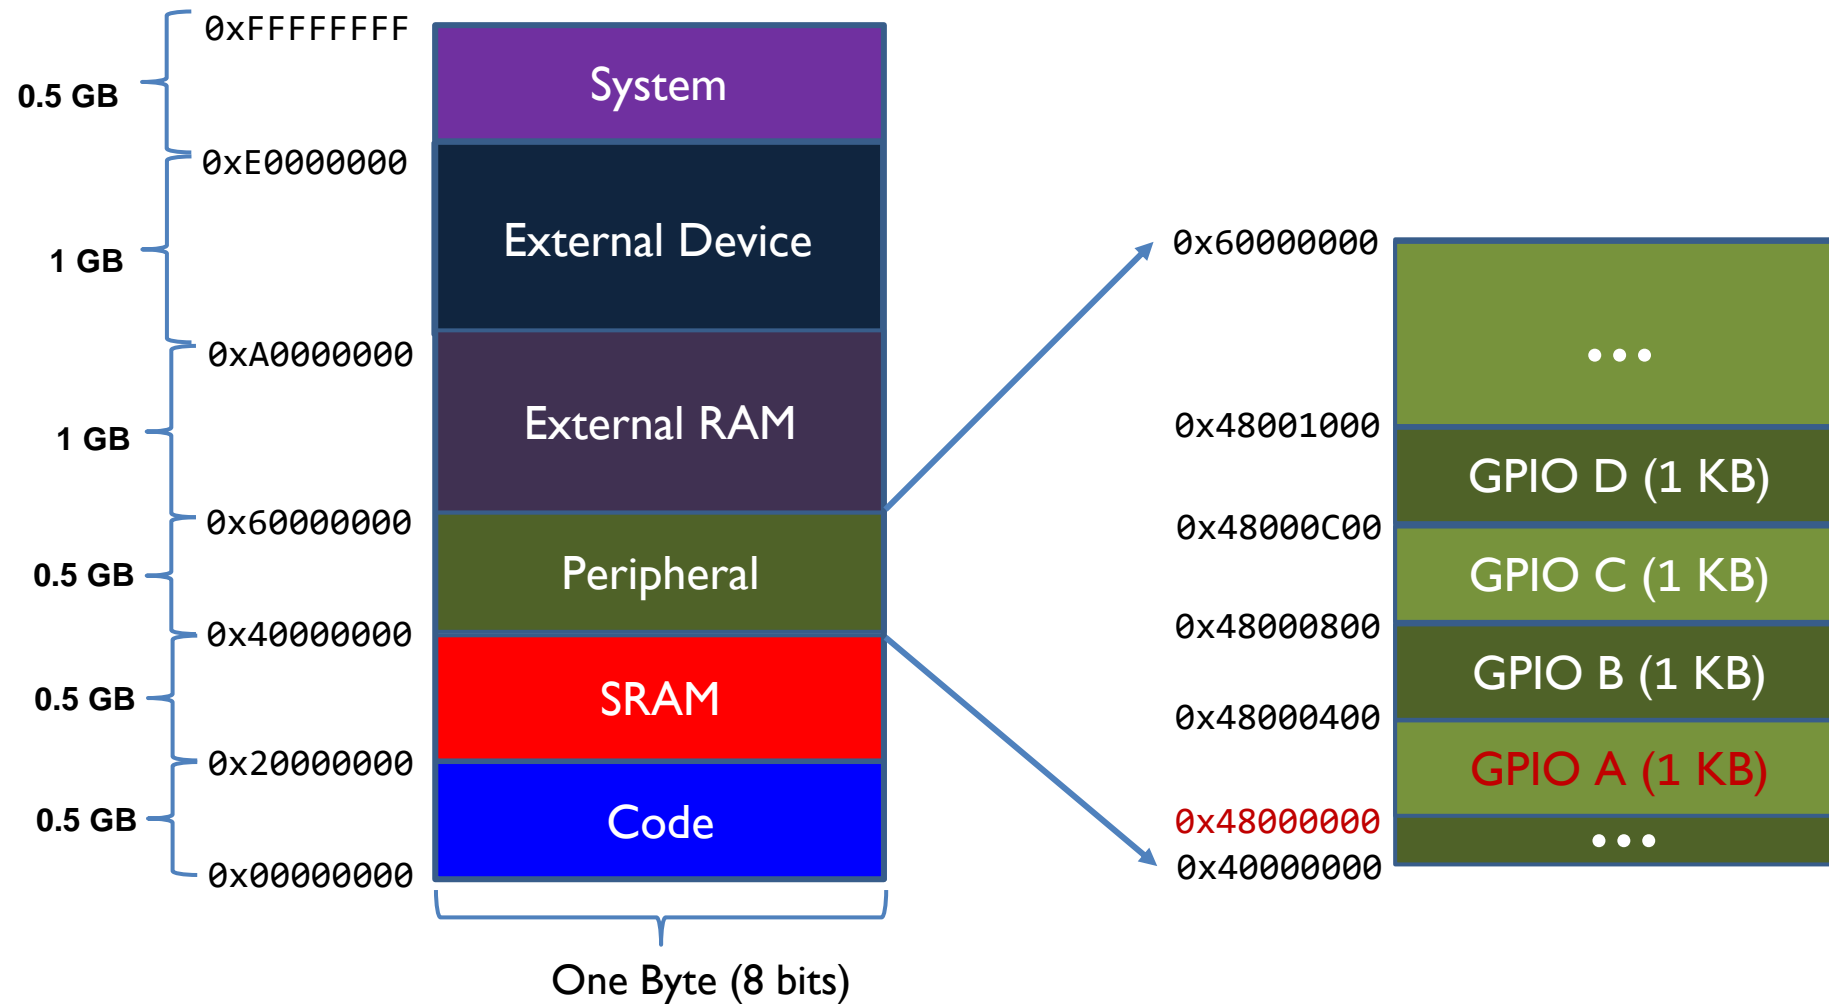 0xFFFFFFFF
System
0.5 GB
0xE0000000
External Device
1 GB
0xA0000000
External RAM
1 GB
0x60000000
Peripheral
0.5 GB
0x40000000
SRAM
0.5 GB
0x20000000
Code
0.5 GB
0x00000000
One Byte (8 bits)
0x60000000
...
0x48001000
GPIO D (1 KB)
0x48000C00
GPIO C (1 KB)
0x48000800
GPIO B (1 KB)
0x48000400
GPIO A (1 KB)
0x48000000
...
0x40000000